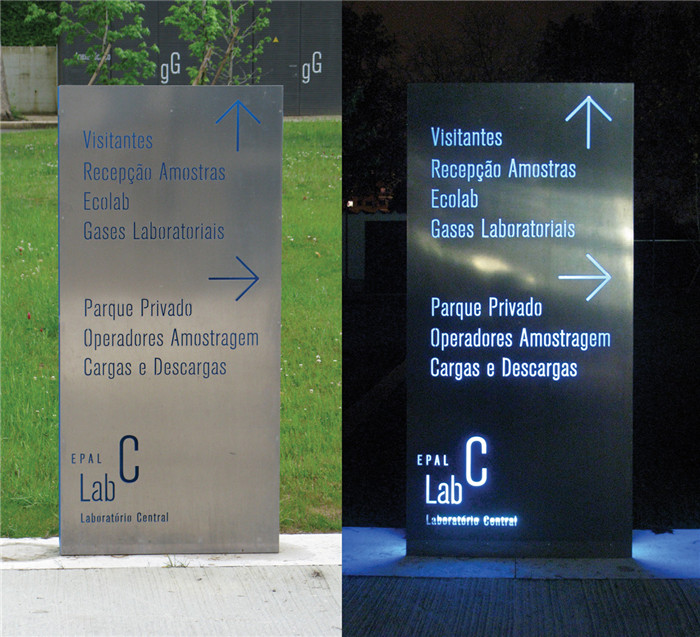 gG
gG
Visitantes
Recepção Amostras
Ecolab
Gases Laboratoriais
Parque Privado
Operadores Amostragem
Cargas e Descargas
EPAL
C
Lab
Laboratório Central
Visitantes
Recepção Amostras
Ecolab
Gases Laboratoriais
Parque Privado
Operadores Amostragem
Cargas e Descargas
EPAL
C
Lab
Laboratório Central